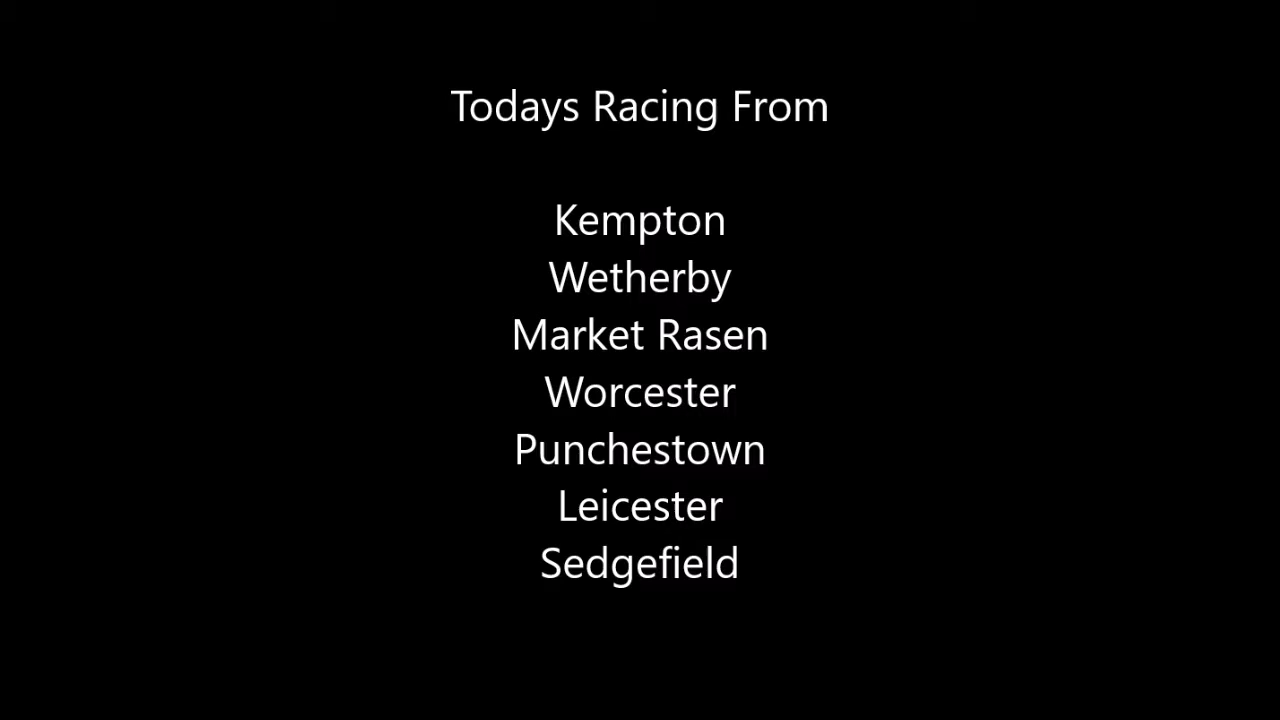 Todays Racing From
Kempton
Wetherby
Market Rasen
Worcester
Punchestown
Leicester
Sedgefield